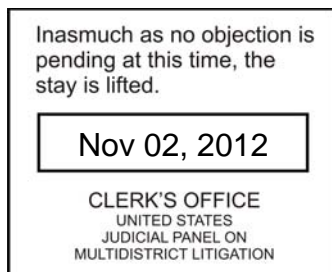 Inasmuch as no objection is
pending at this time, the
stay is lifted.
Nov 02, 2012
CLERK'S OFFICE
UNITED STATES
JUDICIAL PANEL ON
MULTIDISTRICT LITIGATION